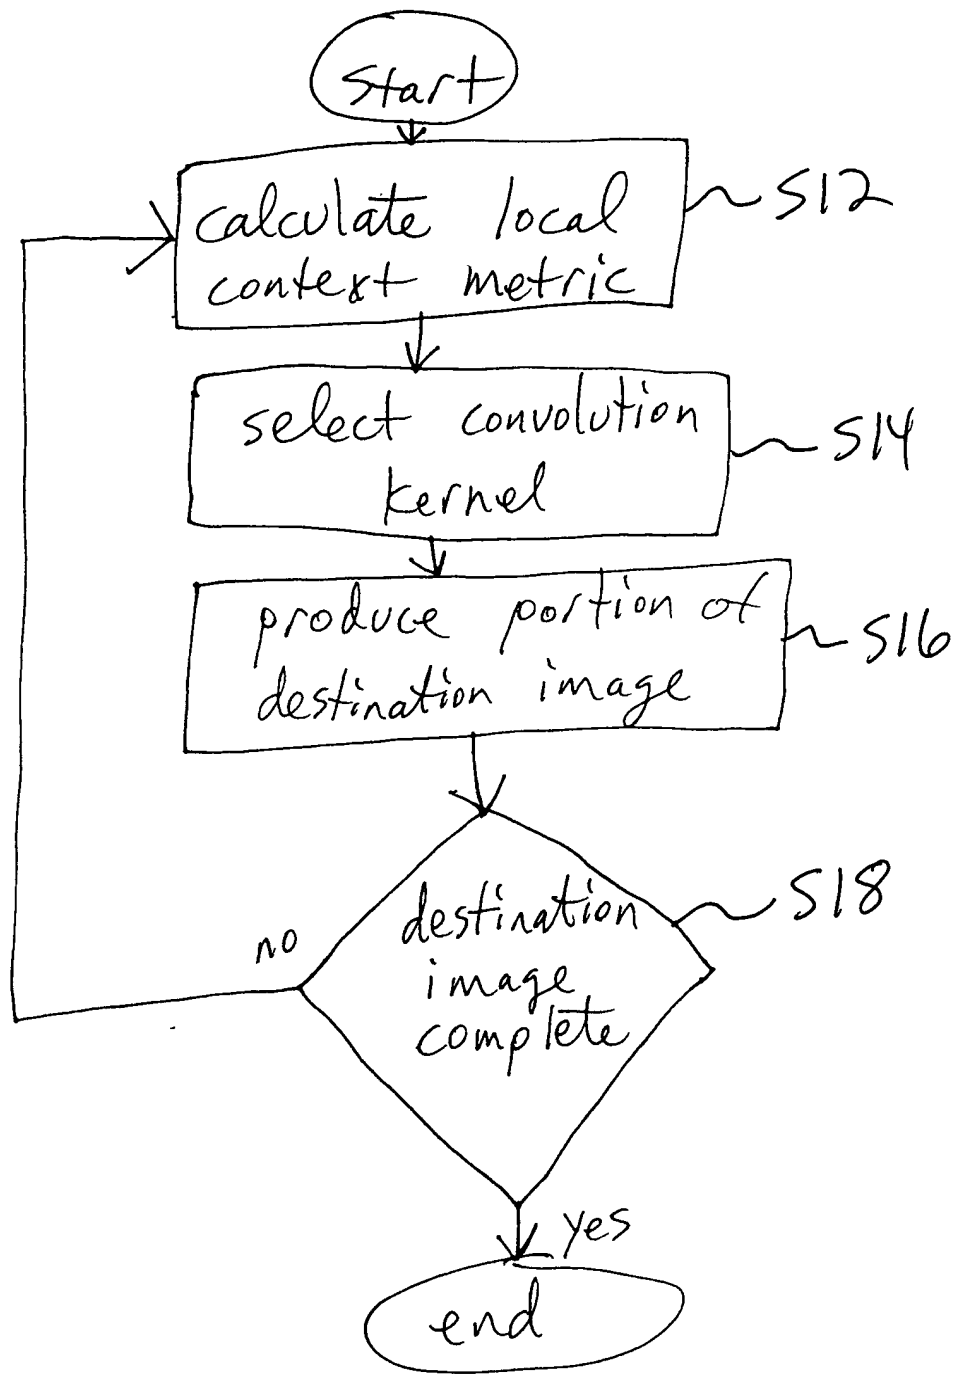 start
calculate local
context metric
S12
select convolution
kernel
S14
produce portion of
destination image
S16
destination
image
complete
S18
no
yes
end